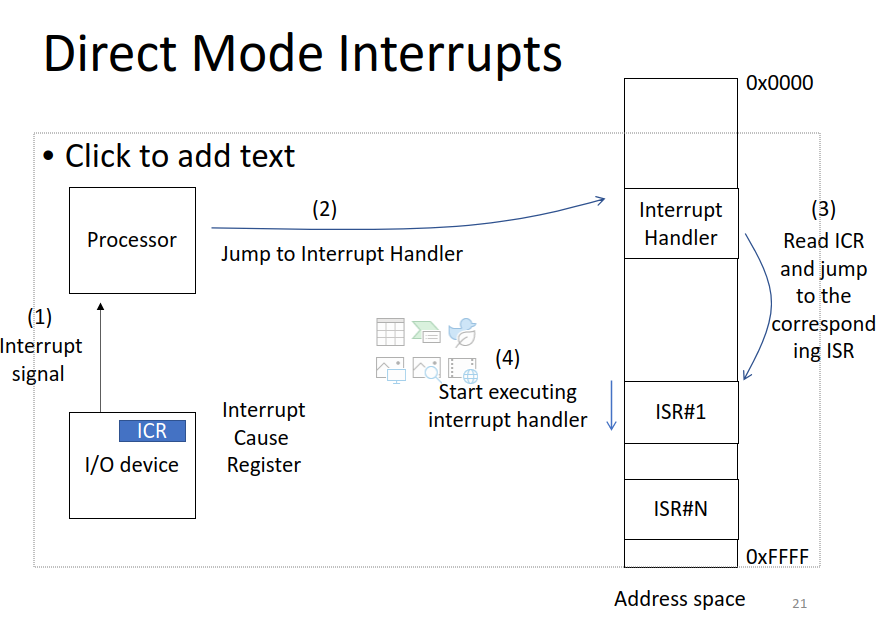 Direct Mode Interrupts
0x0000
• Click to add text
(2)
Interrupt
Handler
(3)
Processor
Jump to Interrupt Handler
Read ICR
and jump
to the
correspond
ing ISR
(1)
Interrupt
signal
(4)
Start executing
interrupt handler
ISR#1
Interrupt
Cause
Register
ICR
I/O device
ISR#N
0xFFFF
Address space
21